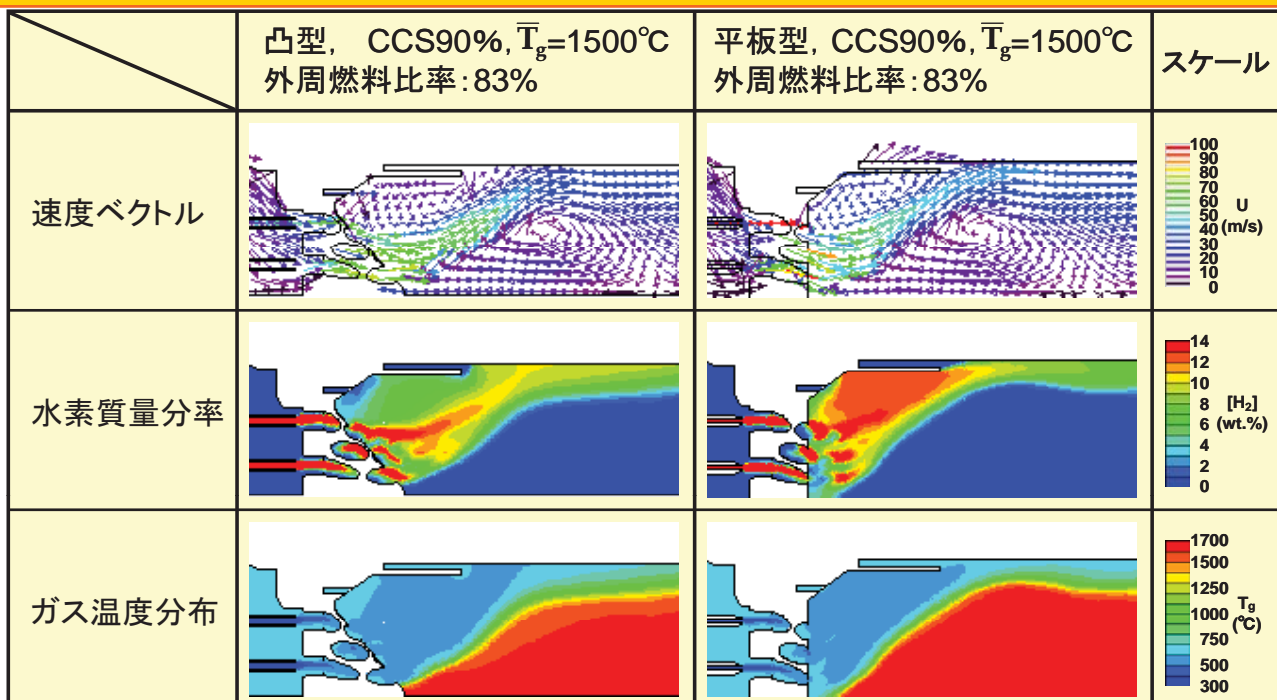 凸型, CCS90%, T̅g=1500℃
外周燃料比率:83%
平板型, CCS90%, T̅g=1500℃
外周燃料比率:83%
スケール
速度ベクトル
100
90
80
70
60
50
40
30
20
10
0
U
(m/s)
水素質量分率
14
12
10
8
6
4
2
0
[H₂]
(wt.%)
ガス温度分布
1700
1500
1250
1000
750
500
300
Tg
(℃)